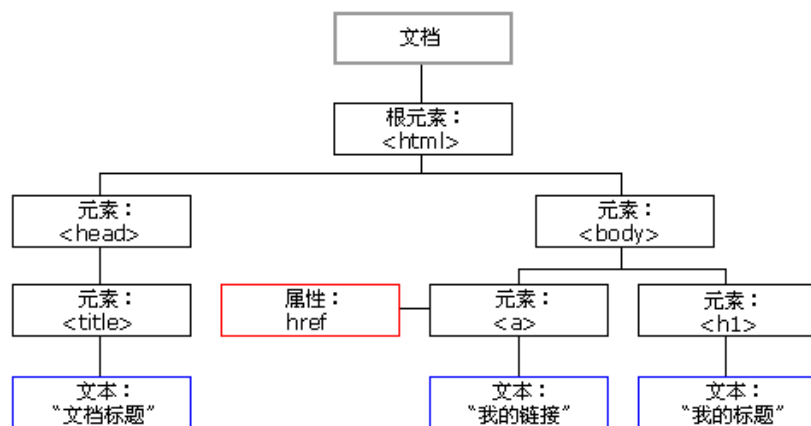 文档
根元素：
<html>
元素：
<head>
元素：
<body>
元素：
<title>
属性：
href
元素：
<a>
元素：
<h1>
文本：
“文档标题”
文本：
“我的链接”
文本：
“我的标题”